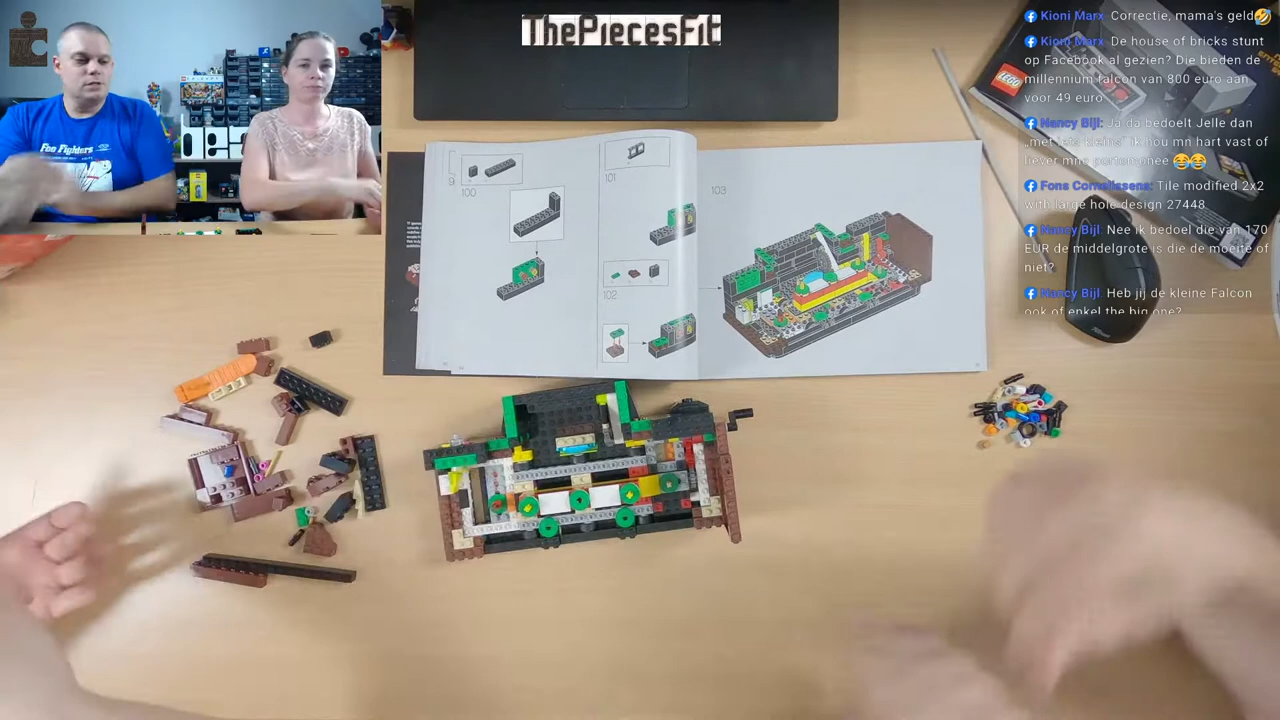 ThePiecesFit
Foo Fighters
FRIENDS
LEGO
9
100
101
102
103
Kioni Marx Correctie, mama's geld🤣
Kioni Marx De house of bricks stunt
op Facebook al gezien? Die bieden de
millennium falcon van 800 euro aan
voor 49 euro
Nancy Bijl: Ja da bedoelt Jelle dan
„met iets kleins" ik hou mn hart vast of
liever mne portemonee 😂😂
Fons Cornelissens: Tile modified 2x2
with large hole design 27448
Nancy Bijl: Nee ik bedoel die van 170
EUR de middelgrote is die de moeite of
niet?
Nancy Bijl: Heb jij de kleine Falcon
ook of enkel the big one?